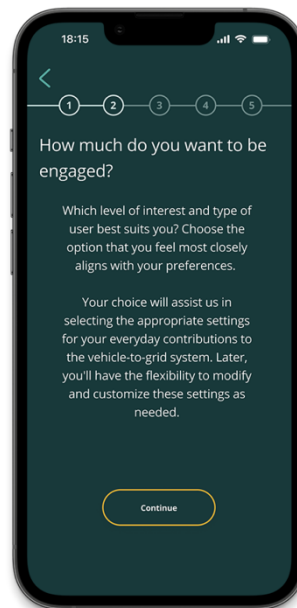 18:15
1 2 3 4 5
How much do you want to be
engaged?
Which level of interest and type of
user best suits you? Choose the
option that you feel most closely
aligns with your preferences.
Your choice will assist us in
selecting the appropriate settings
for your everyday contributions to
the vehicle-to-grid system. Later,
you'll have the flexibility to modify
and customize these settings as
needed.
Continue